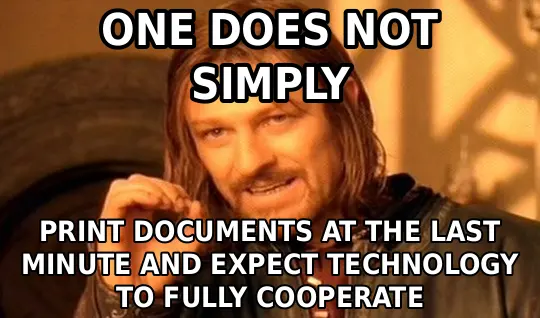 ONE DOES NOT
SIMPLY
PRINT DOCUMENTS AT THE LAST
MINUTE AND EXPECT TECHNOLOGY
TO FULLY COOPERATE